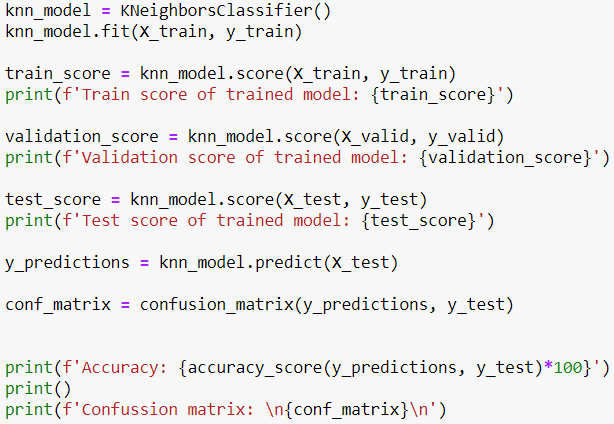 knn_model = KNeighborsClassifier()
knn_model.fit(X_train, y_train)
train_score = knn_model.score(X_train, y_train)
print(f'Train score of trained model: {train_score}')
validation_score = knn_model.score(X_valid, y_valid)
print(f'Validation score of trained model: {validation_score}')
test_score = knn_model.score(X_test, y_test)
print(f'Test score of trained model: {test_score}')
y_predictions = knn_model.predict(X_test)
conf_matrix = confusion_matrix(y_predictions, y_test)
print(f'Accuracy: {accuracy_score(y_predictions, y_test)*100}')
print()
print(f'Confussion matrix: \n{conf_matrix}\n')